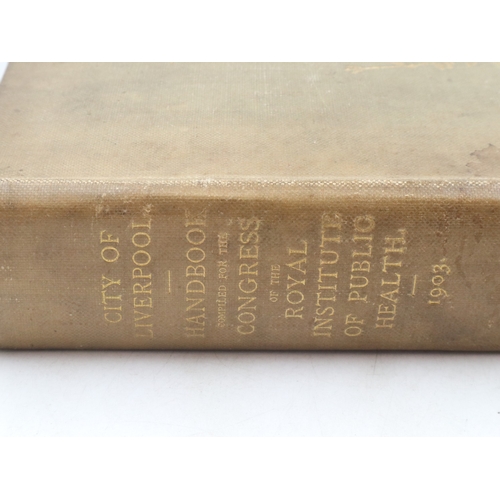 CITY OF
LIVERPOOL.
HANDBOOK
COMPILED FOR THE
CONGRESS
OF THE
ROYAL
INSTITUTE
OF PUBLIC
HEALTH,
1903.